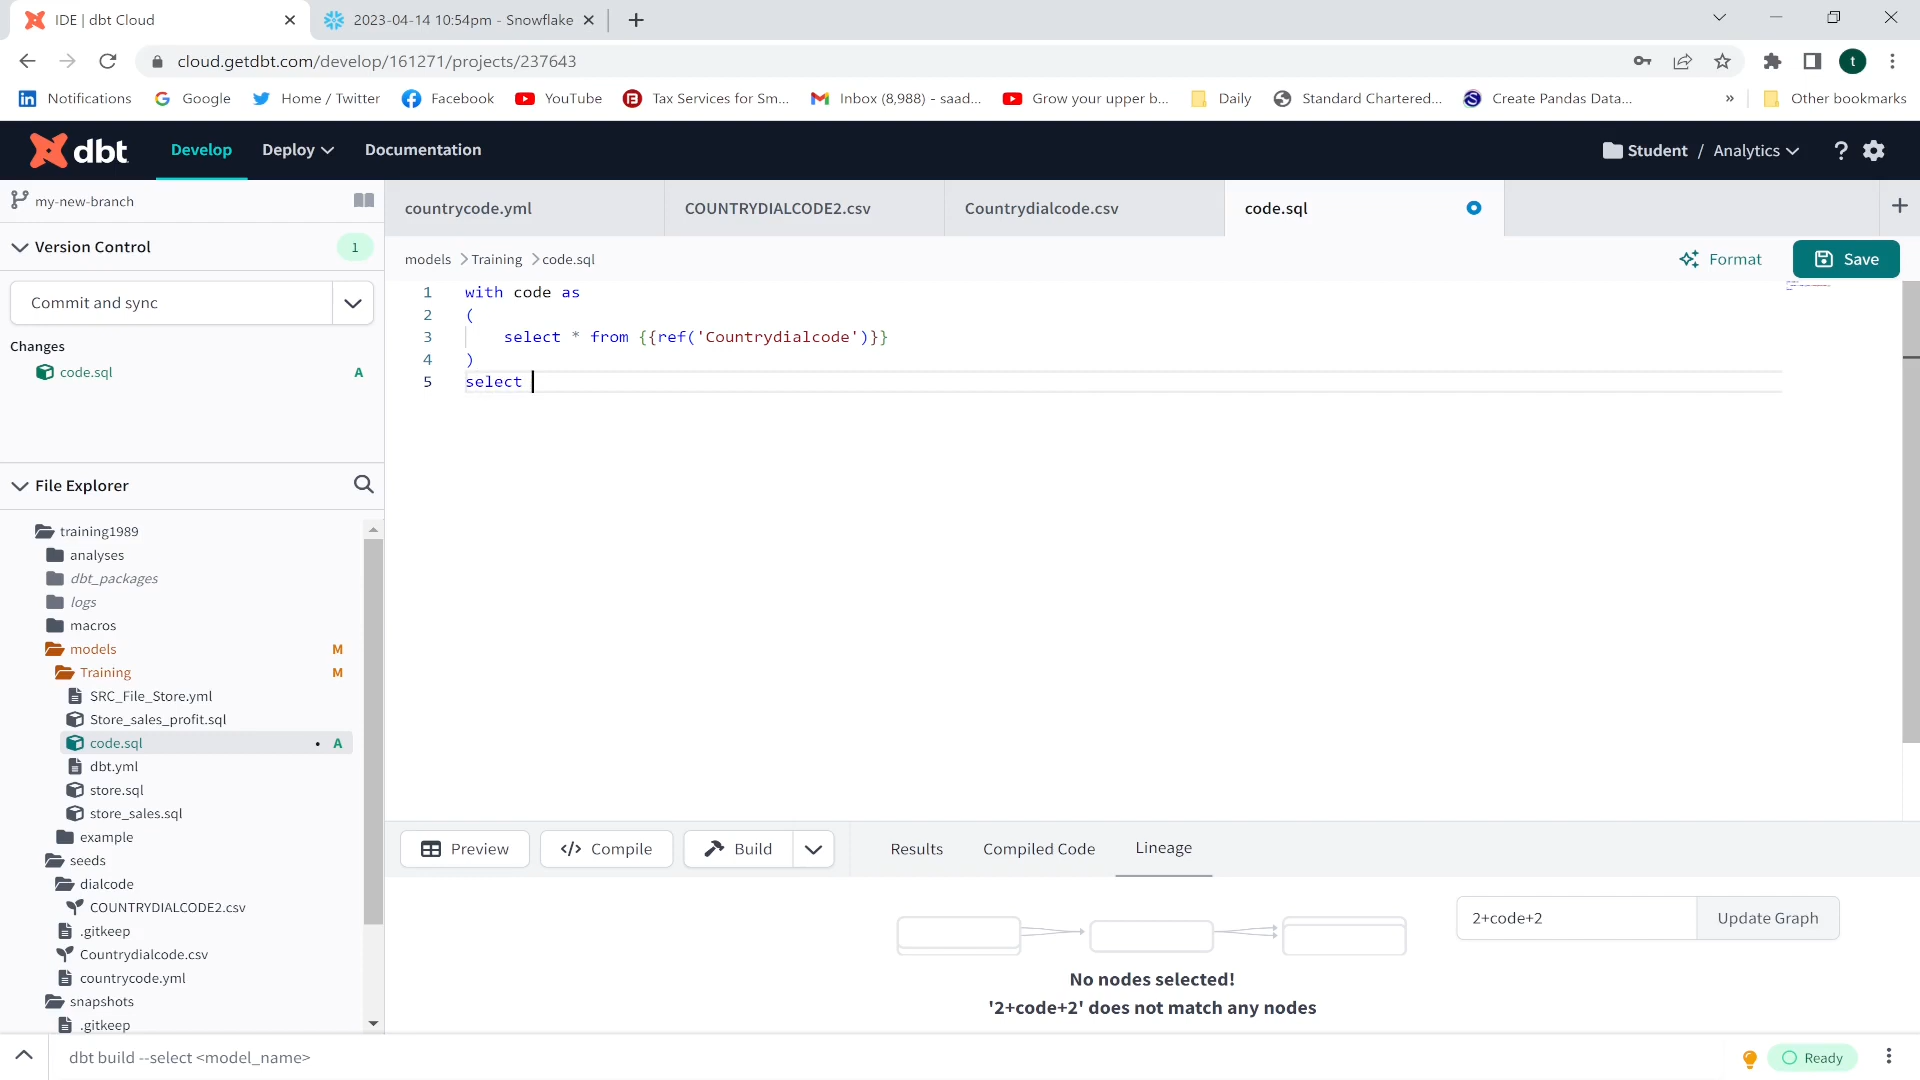 IDE | dbt Cloud
2023-04-14 10:54pm - Snowflake
cloud.getdbt.com/develop/161271/projects/237643
t
Notifications
Google
Home / Twitter
Facebook
YouTube
Tax Services for Sm...
Inbox (8,988) - saad...
Grow your upper b...
Daily
Standard Chartered...
Create Pandas Data...
»
Other bookmarks
dbt
Develop
Deploy
Documentation
Student / Analytics
?
my-new-branch
Version Control
1
Commit and sync
Changes
code.sql A
File Explorer
training1989
analyses
dbt_packages
logs
macros
models M
Training M
SRC_File_Store.yml
Store_sales_profit.sql
code.sql • A
dbt.yml
store.sql
store_sales.sql
example
seeds
dialcode
COUNTRYDIALCODE2.csv
.gitkeep
Countrydialcode.csv
countrycode.yml
snapshots
.gitkeep
countrycode.yml
COUNTRYDIALCODE2.csv
Countrydialcode.csv
code.sql
models > Training > code.sql
Format
Save
1 with code as
2 (
3 select * from {{ref('Countrydialcode')}}
4 )
5 select
Preview
</> Compile
Build
Results
Compiled Code
Lineage
2+code+2
Update Graph
No nodes selected!
'2+code+2' does not match any nodes
dbt build --select <model_name>
Ready